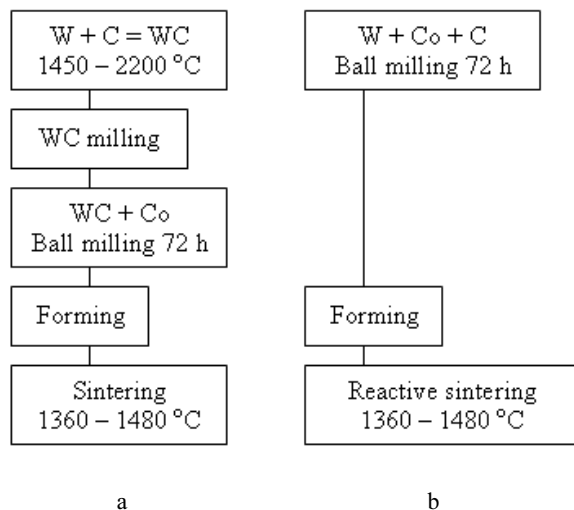 W + C = WC
1450 – 2200 °C
WC milling
WC + Co
Ball milling 72 h
Forming
Sintering
1360 – 1480 °C
a
W + Co + C
Ball milling 72 h
Forming
Reactive sintering
1360 – 1480 °C
b